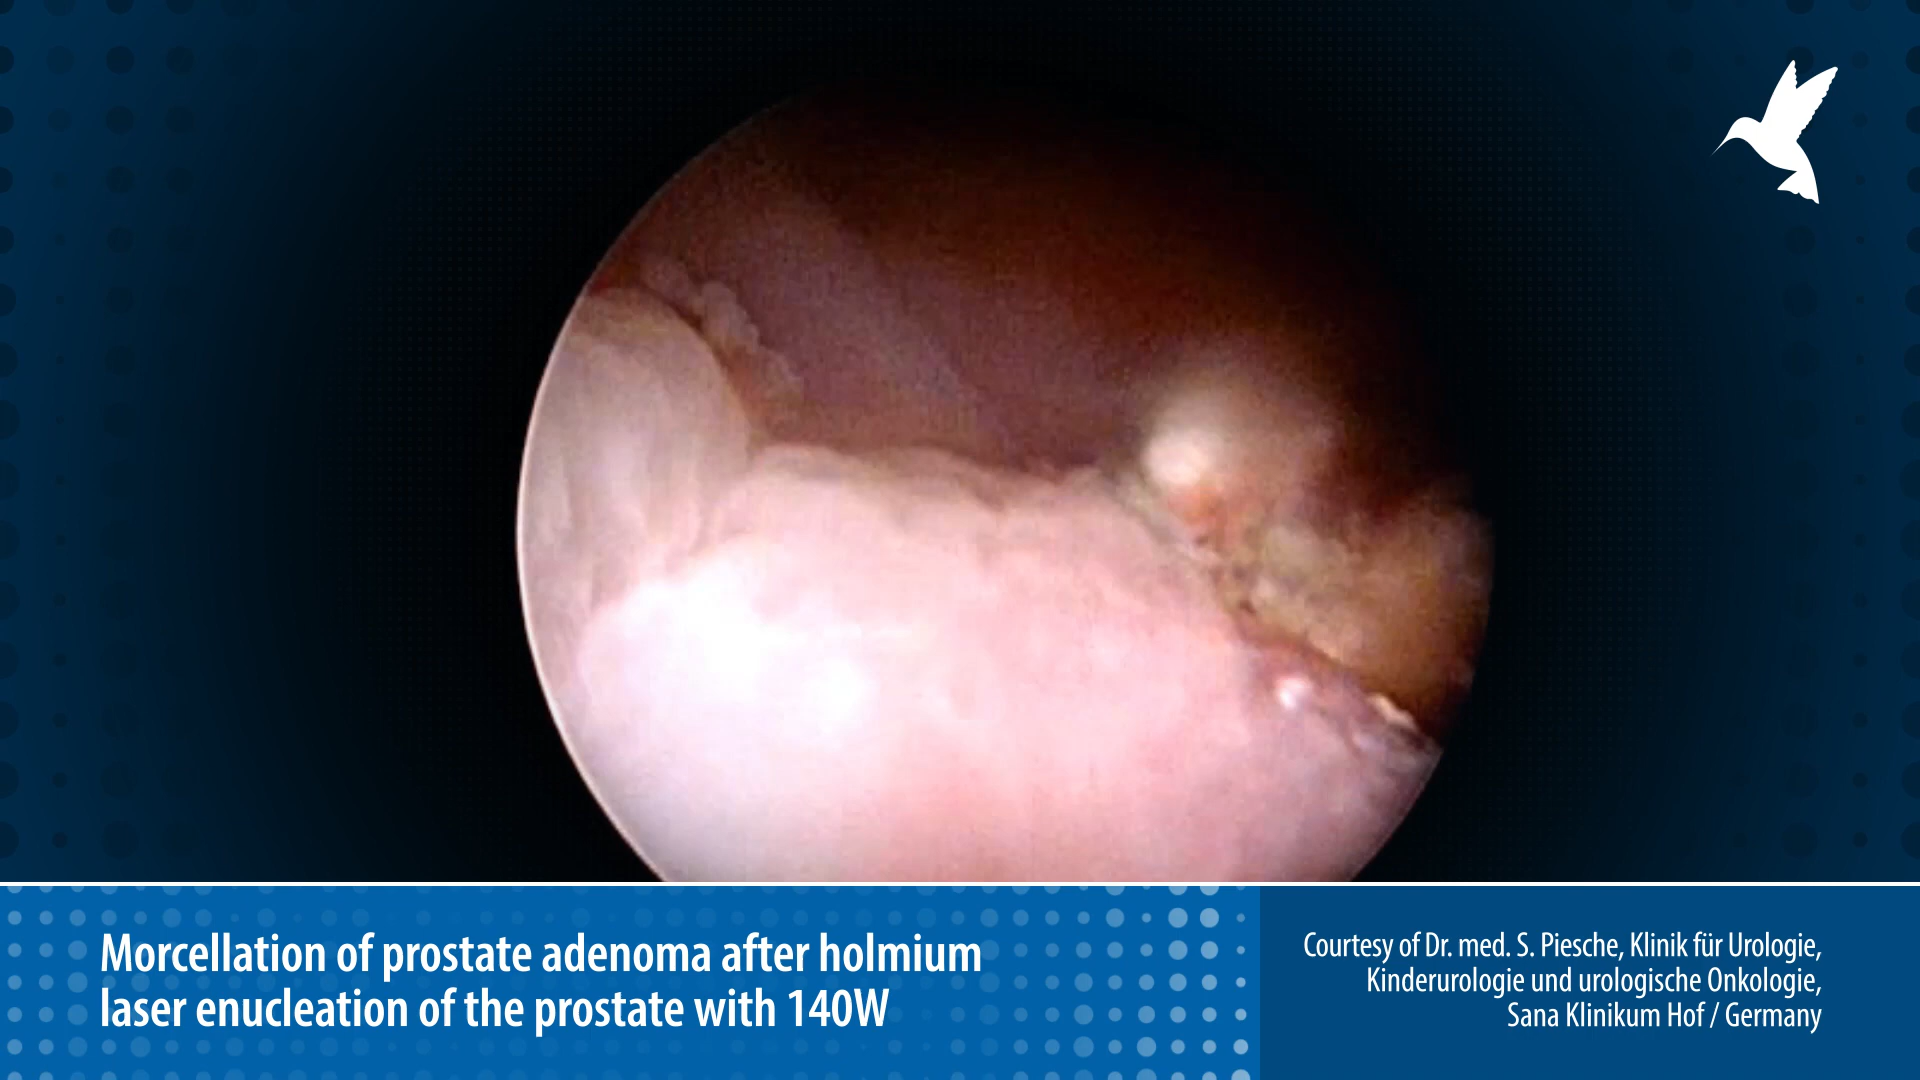 Morcellation of prostate adenoma after holmium
laser enucleation of the prostate with 140W
Courtesy of Dr. med. S. Piesche, Klinik für Urologie,
Kinderurologie und urologische Onkologie,
Sana Klinikum Hof / Germany